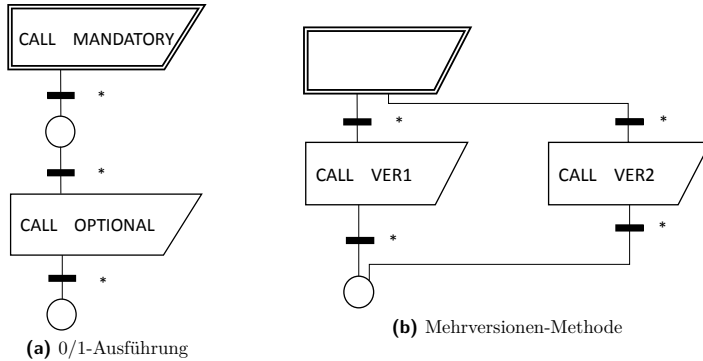 CALL MANDATORY
*
*
CALL OPTIONAL
*
(a) 0/1-Ausführung
*
*
CALL VER1
CALL VER2
*
*
(b) Mehrversionen-Methode